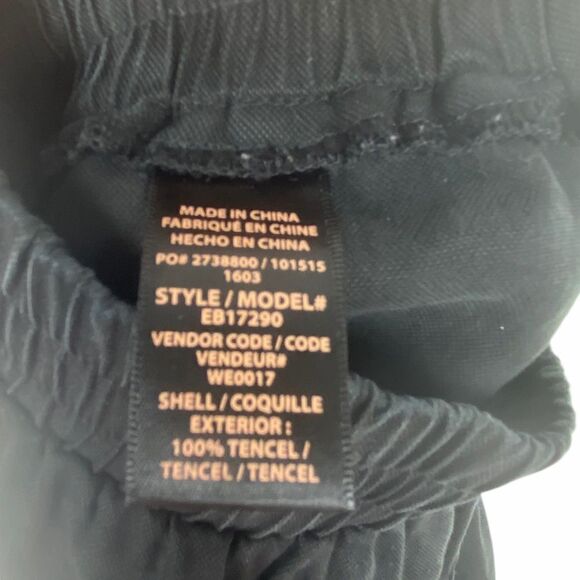 MADE IN CHINA
FABRIQUÉ EN CHINE
HECHO EN CHINA
PO# 2738800 / 101515
1603
STYLE / MODEL#
EB17290
VENDOR CODE / CODE
VENDEUR#
WE0017
SHELL / COQUILLE
EXTERIOR :
100% TENCEL /
TENCEL / TENCEL